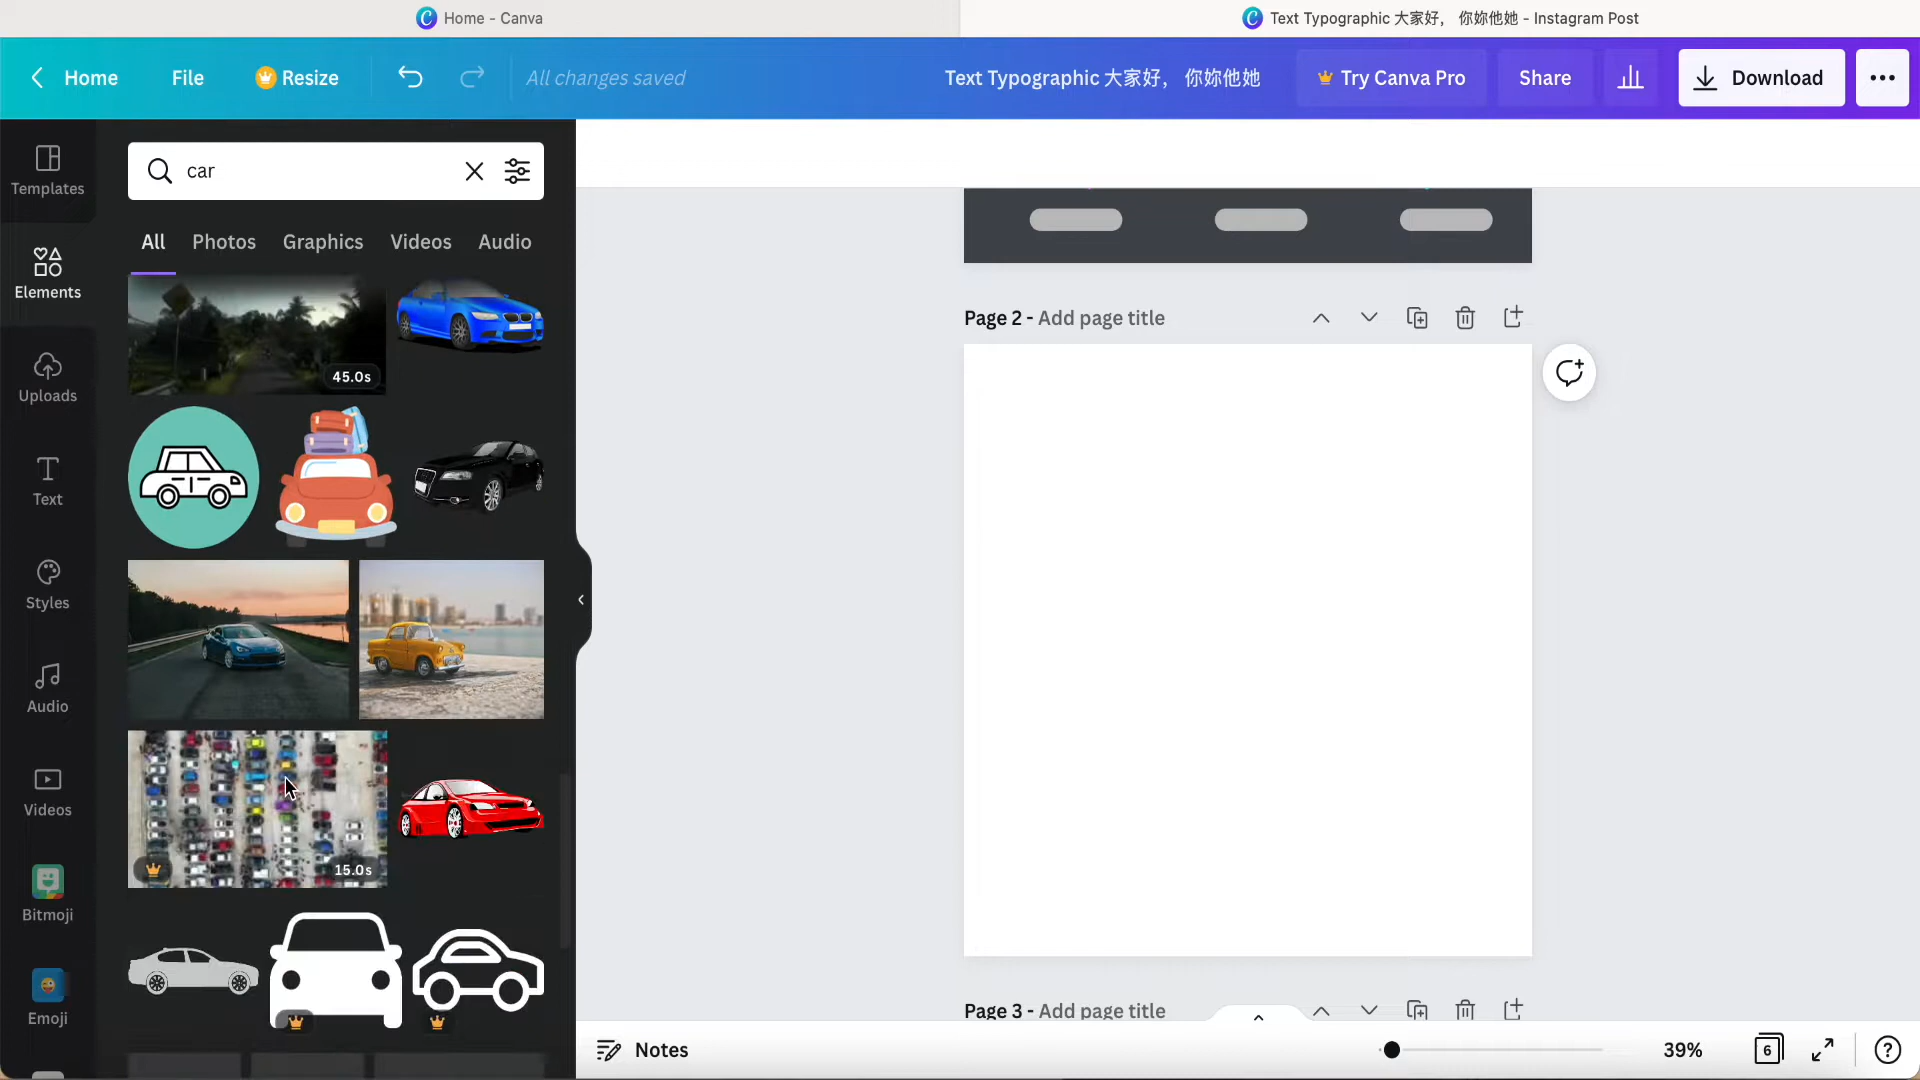 Home - Canva
Text Typographic 大家好， 你妳他她 - Instagram Post
Home
File
Resize
All changes saved
Text Typographic 大家好， 你妳他她
Try Canva Pro
Share
Download
Templates
Elements
Uploads
Text
Styles
Audio
Videos
Bitmoji
Emoji
car
All
Photos
Graphics
Videos
Audio
45.0s
15.0s
Page 2 - Add page title
Page 3 - Add page title
Notes
39%
6